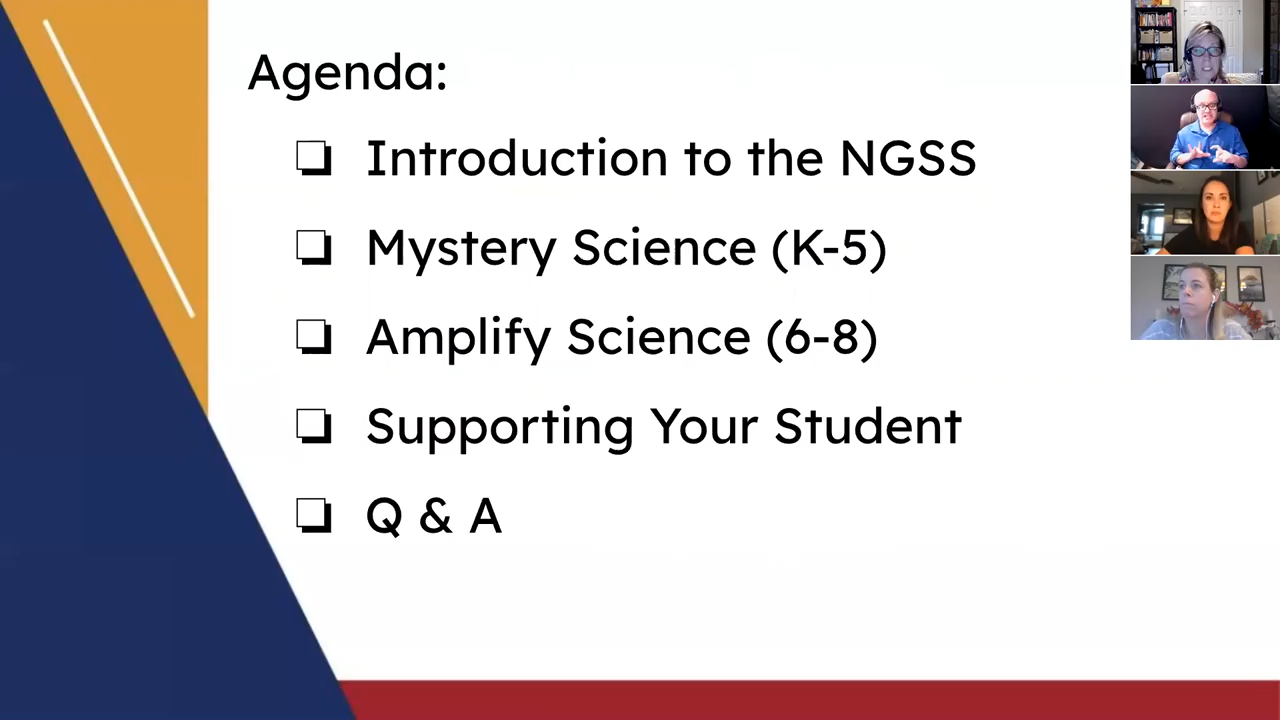 Agenda:
Introduction to the NGSS
Mystery Science (K-5)
Amplify Science (6-8)
Supporting Your Student
Q & A